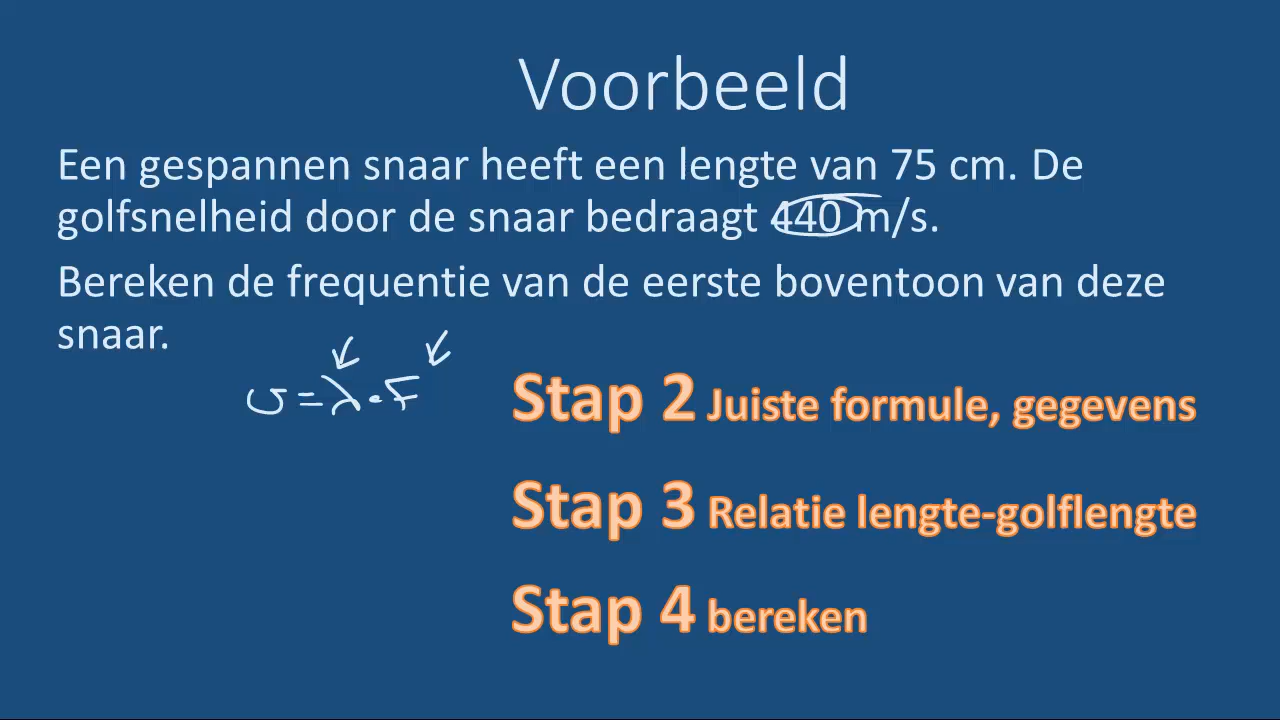 Voorbeeld
Een gespannen snaar heeft een lengte van 75 cm. De
golfsnelheid door de snaar bedraagt 440 m/s.
Bereken de frequentie van de eerste boventoon van deze
snaar.
v = λ · f
Stap 2 Juiste formule, gegevens
Stap 3 Relatie lengte-golflengte
Stap 4 bereken